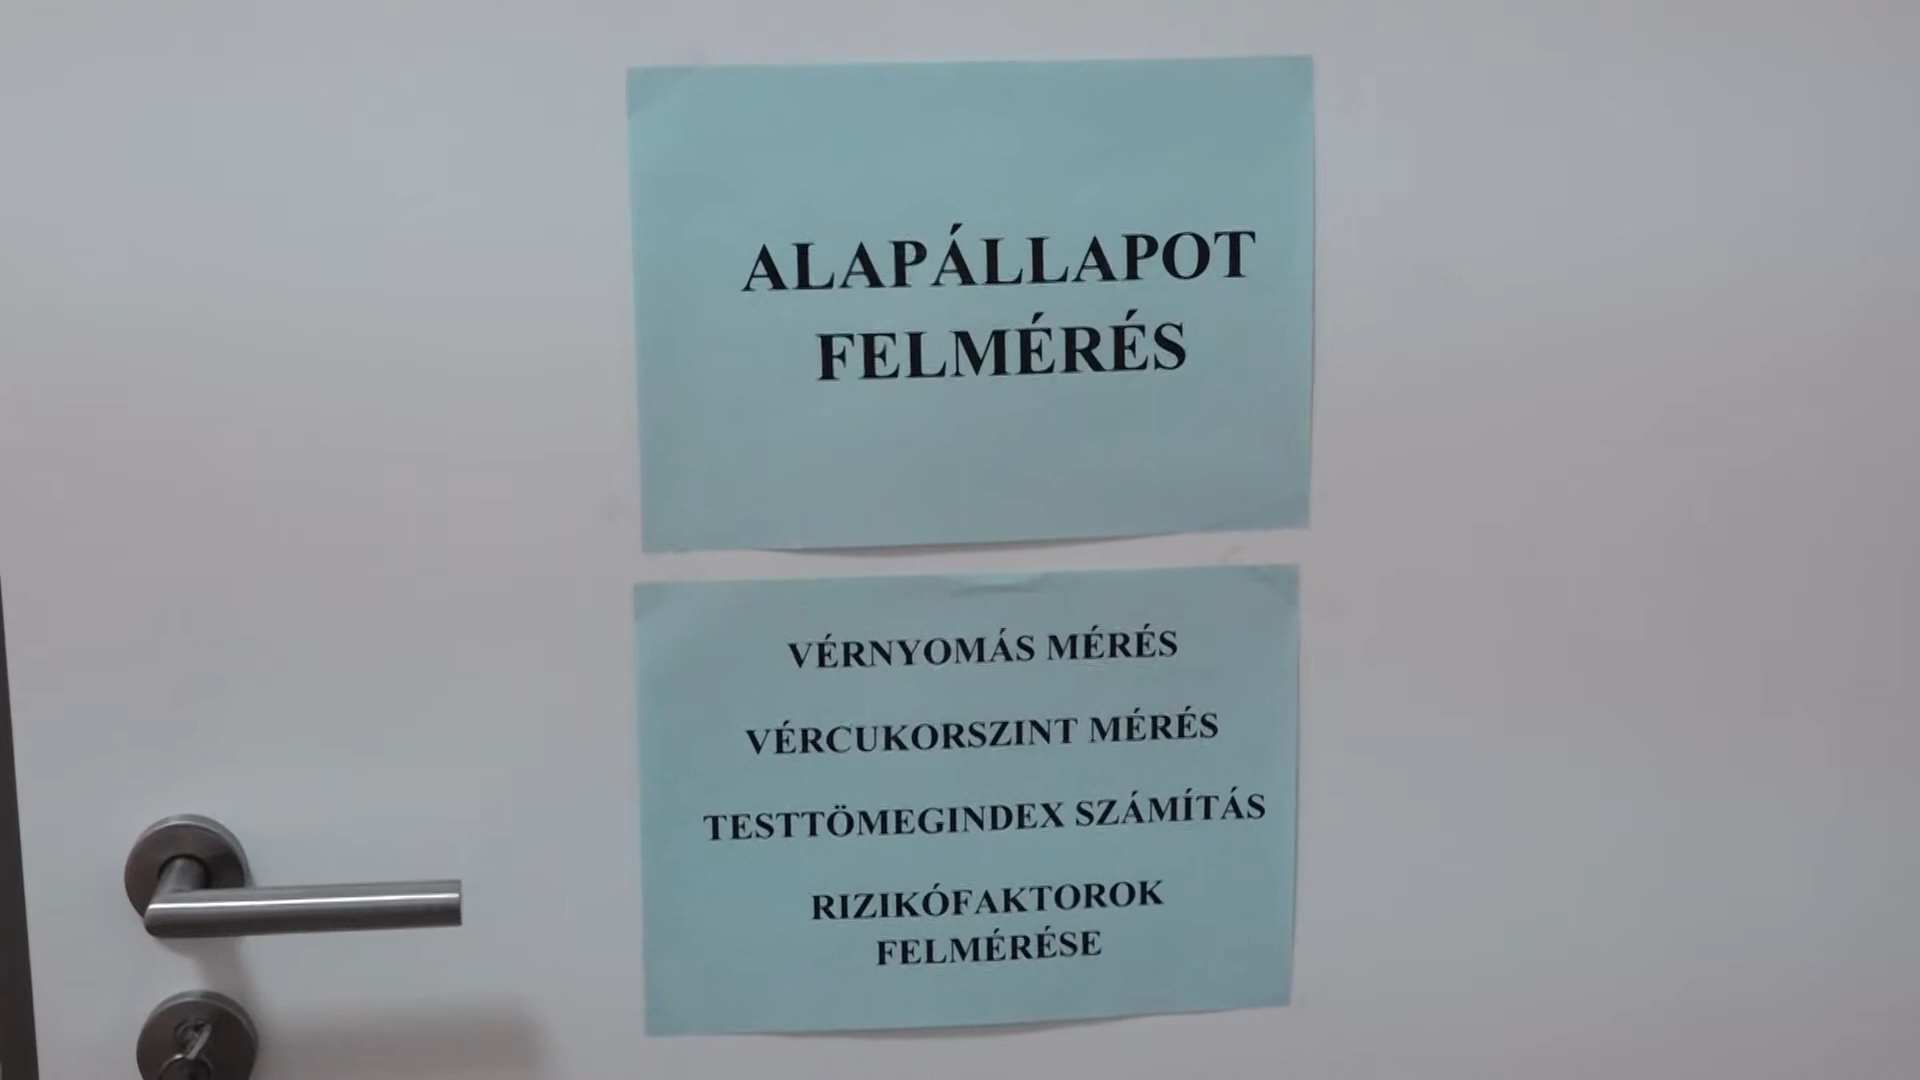 ALAPÁLLAPOT
FELMÉRÉS
VÉRNYOMÁS MÉRÉS
VÉRCUKORSZINT MÉRÉS
TESTTÖMEGINDEX SZÁMÍTÁS
RIZIKÓFAKTOROK
FELMÉRÉSE